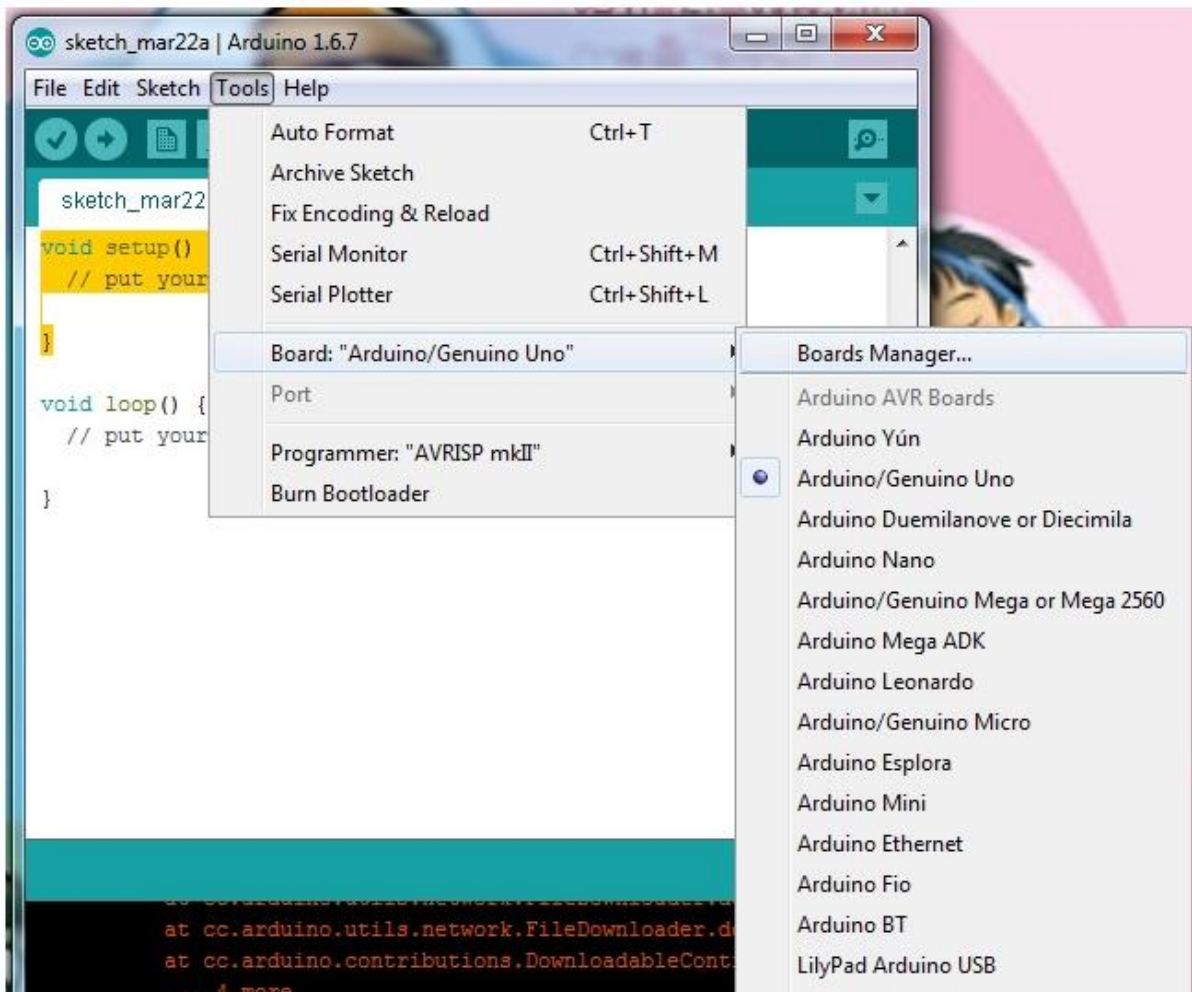 sketch_mar22a | Arduino 1.6.7
File Edit Sketch Tools Help
Auto Format Ctrl+T
Archive Sketch
sketch_mar22
Fix Encoding & Reload
void setup()
Serial Monitor Ctrl+Shift+M
// put your
Serial Plotter Ctrl+Shift+L
}
Board: "Arduino/Genuino Uno"
Port
void loop() {
// put your
Programmer: "AVRISP mkII"
Burn Bootloader
}
Boards Manager...
Arduino AVR Boards
Arduino Yún
Arduino/Genuino Uno
Arduino Duemilanove or Diecimila
Arduino Nano
Arduino/Genuino Mega or Mega 2560
Arduino Mega ADK
Arduino Leonardo
Arduino/Genuino Micro
Arduino Esplora
Arduino Mini
Arduino Ethernet
Arduino Fio
Arduino BT
LilyPad Arduino USB
at cc.arduino.utils.network.FileDownloader.d
at cc.arduino.contributions.DownloadableConti